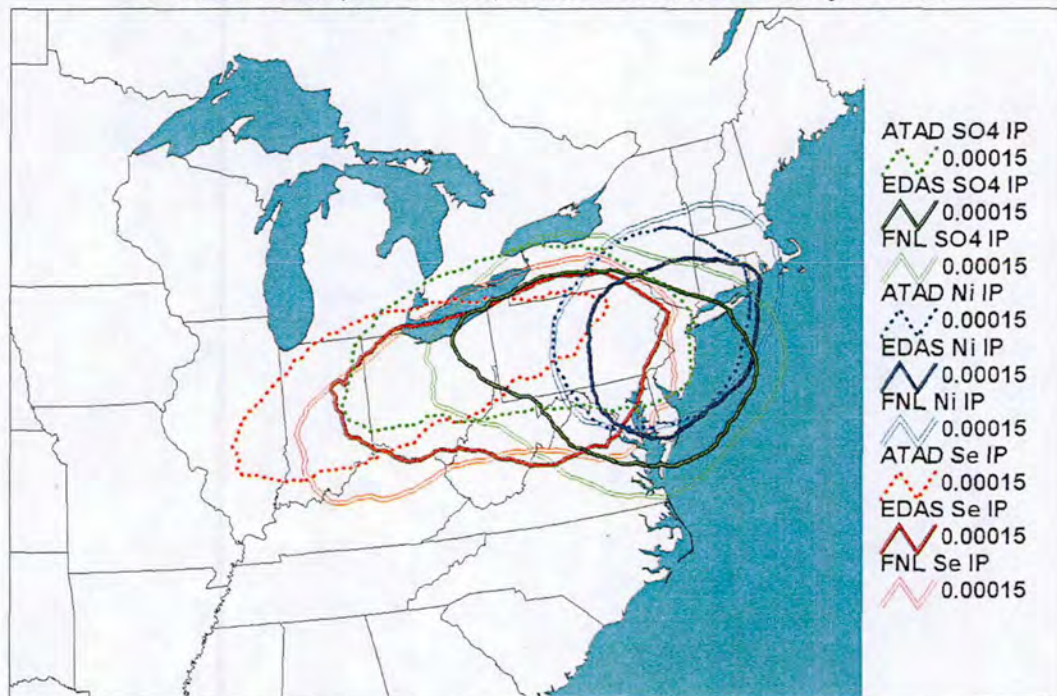 ATAD SO4 IP
0.00015
EDAS SO4 IP
0.00015
FNL SO4 IP
0.00015
ATAD Ni IP
0.00015
EDAS Ni IP
0.00015
FNL Ni IP
0.00015
ATAD Se IP
0.00015
EDAS Se IP
0.00015
FNL Se IP
0.00015